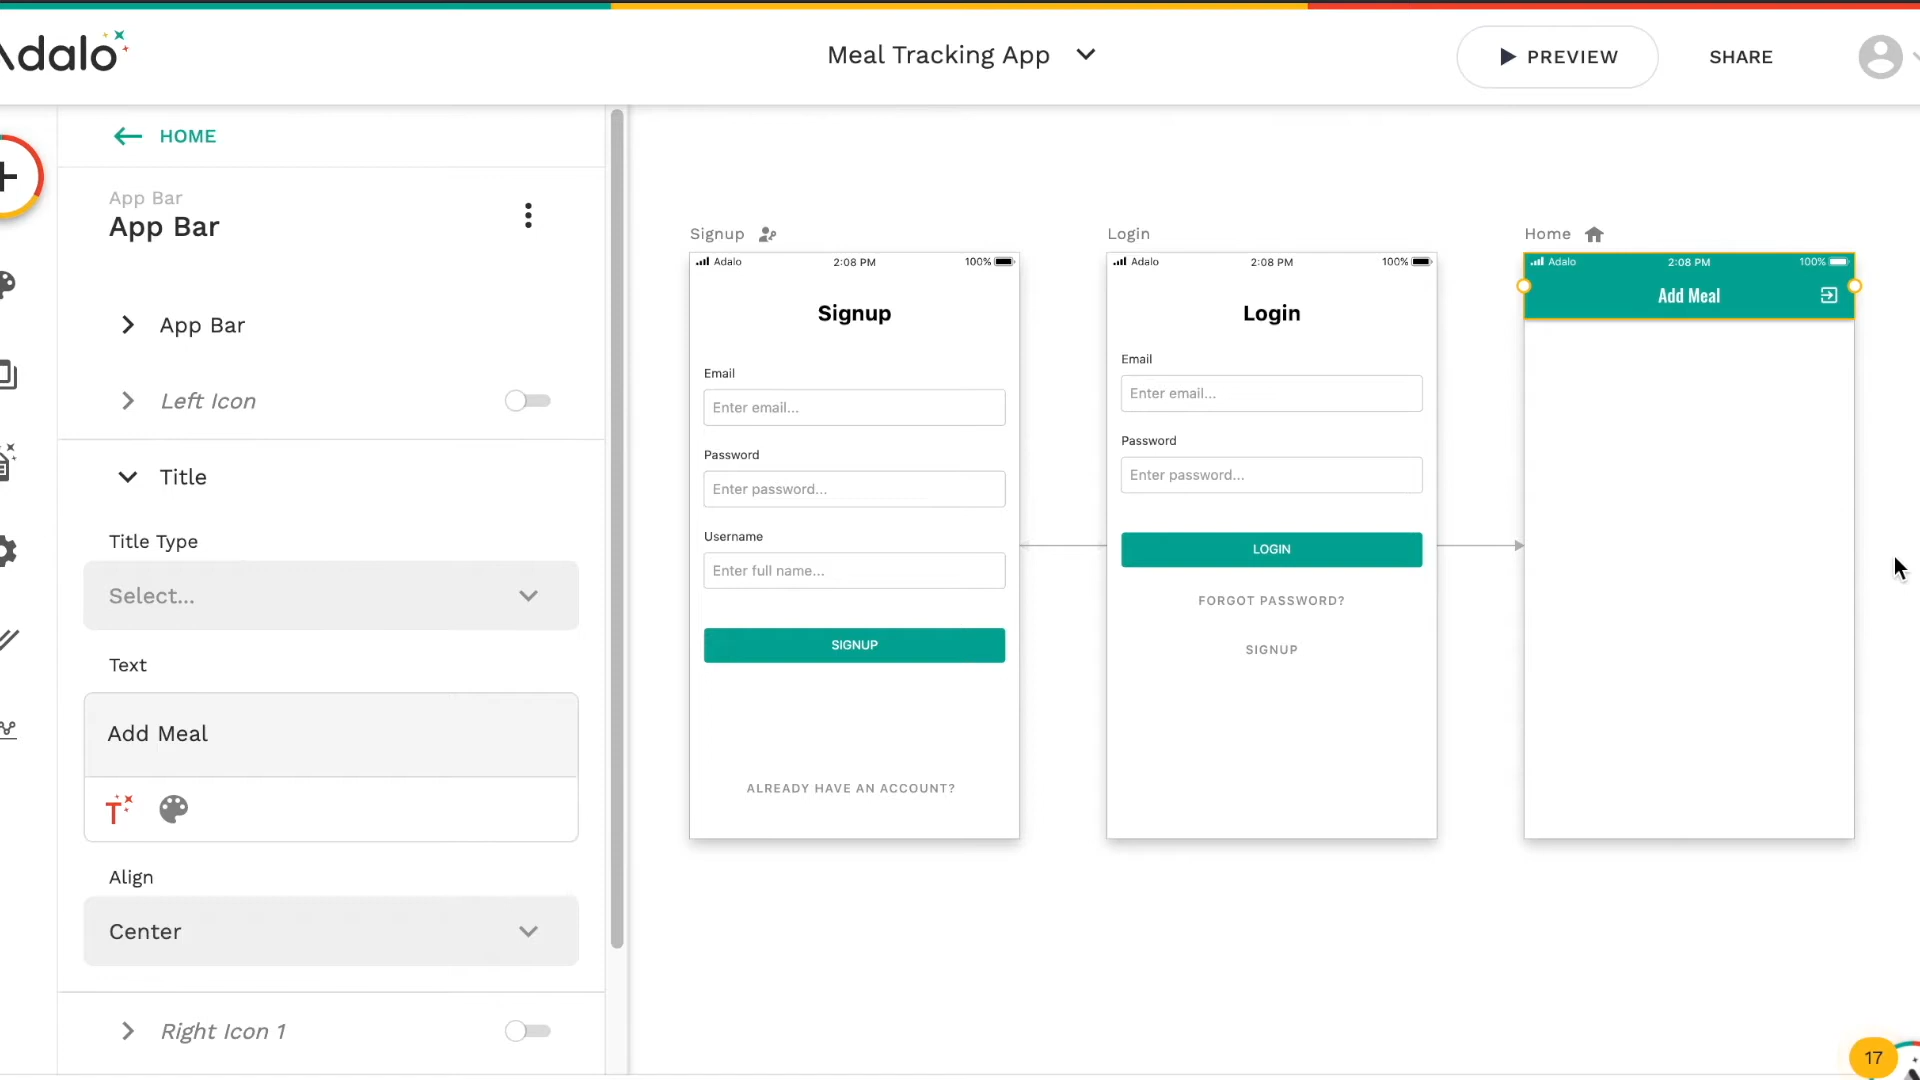 Adalo
Meal Tracking App
PREVIEW
SHARE
HOME
App Bar
App Bar
App Bar
Left Icon
Title
Title Type
Select...
Text
Add Meal
T
Align
Center
Right Icon 1
Signup
Adalo
2:08 PM
100%
Signup
Email
Enter email...
Password
Enter password...
Username
Enter full name...
SIGNUP
ALREADY HAVE AN ACCOUNT?
Login
Adalo
2:08 PM
100%
Login
Email
Enter email...
Password
Enter password...
LOGIN
FORGOT PASSWORD?
SIGNUP
Home
Adalo
2:08 PM
100%
Add Meal
17